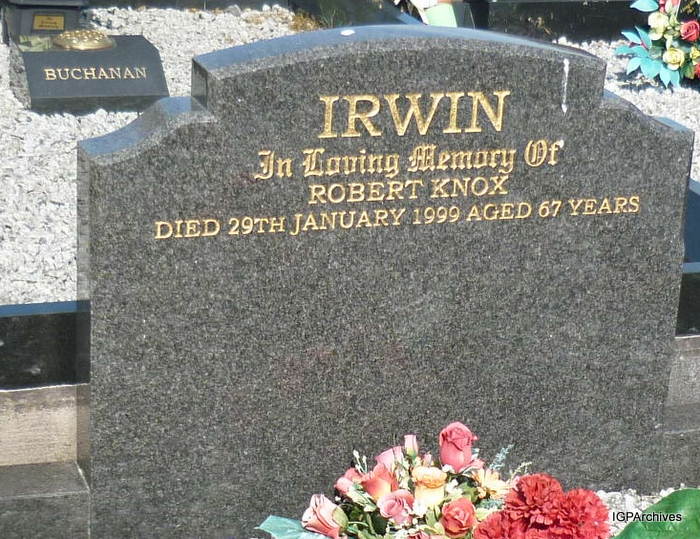 BUCHANAN
IRWIN
In Loving Memory Of
ROBERT KNOX
DIED 29TH JANUARY 1999 AGED 67 YEARS
IGPArchives